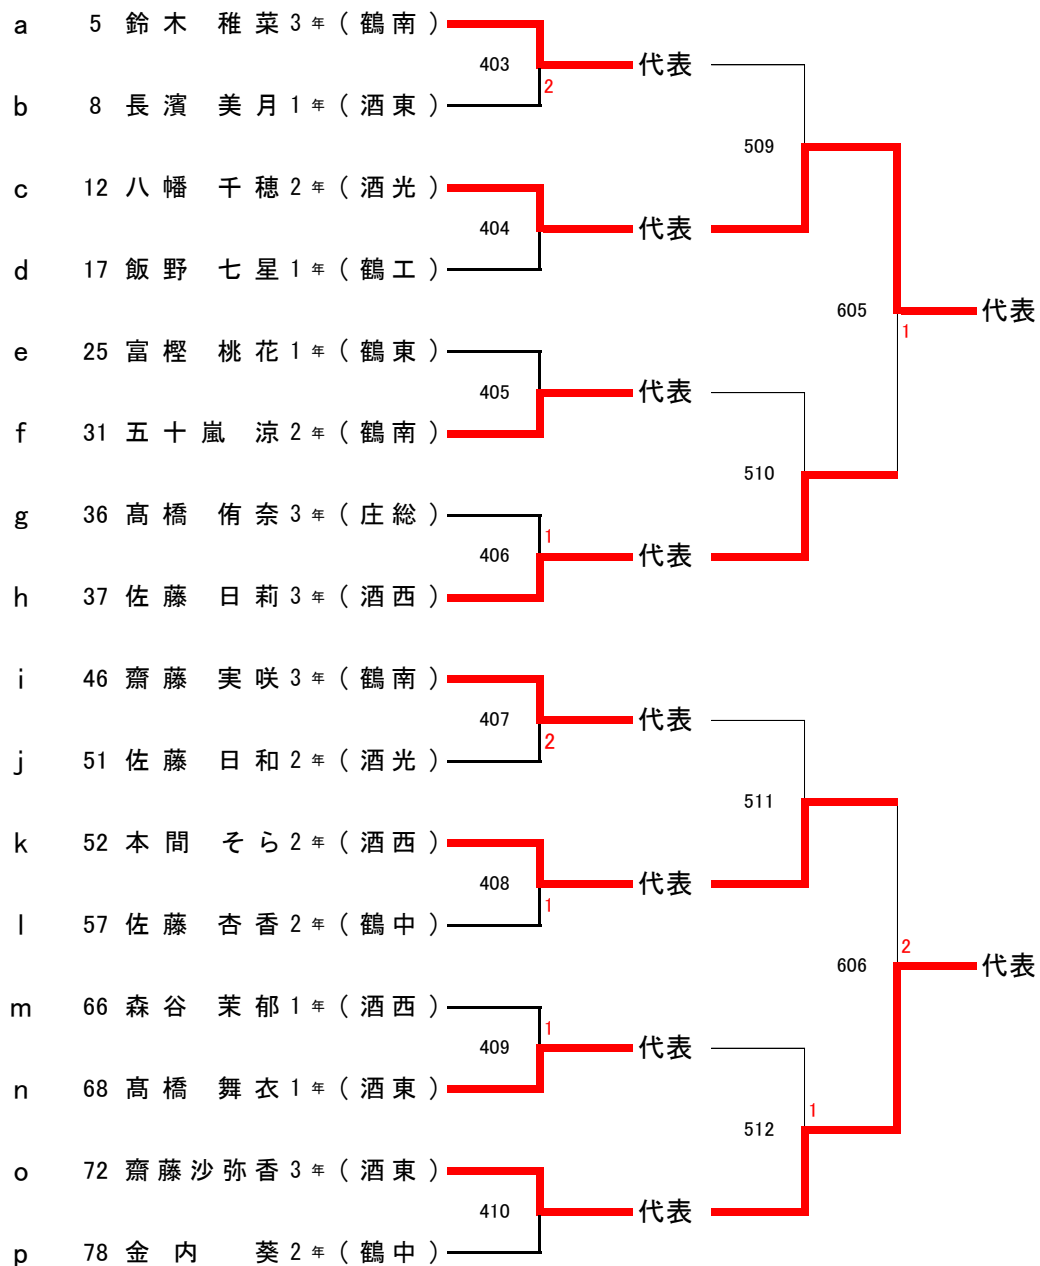 a 5 鈴木 稚菜 3年 (鶴南)
403 代表
2
b 8 長濱 美月 1年 (酒東)
509
c 12 八幡 千穂 2年 (酒光)
404 代表
d 17 飯野 七星 1年 (鶴工)
605 代表
1
e 25 富樫 桃花 1年 (鶴東)
405 代表
f 31 五十嵐 涼 2年 (鶴南)
510
g 36 髙橋 侑奈 3年 (庄総)
1
406 代表
h 37 佐藤 日莉 3年 (酒西)
i 46 齋藤 実咲 3年 (鶴南)
407 代表
2
j 51 佐藤 日和 2年 (酒光)
511
k 52 本間 そら 2年 (酒西)
408 代表
1
l 57 佐藤 杏香 2年 (鶴中)
2
606 代表
m 66 森谷 茉郁 1年 (酒西)
1
409 代表
n 68 髙橋 舞衣 1年 (酒東)
1
512
o 72 齋藤沙弥香 3年 (酒東)
410 代表
p 78 金内 葵 2年 (鶴中)